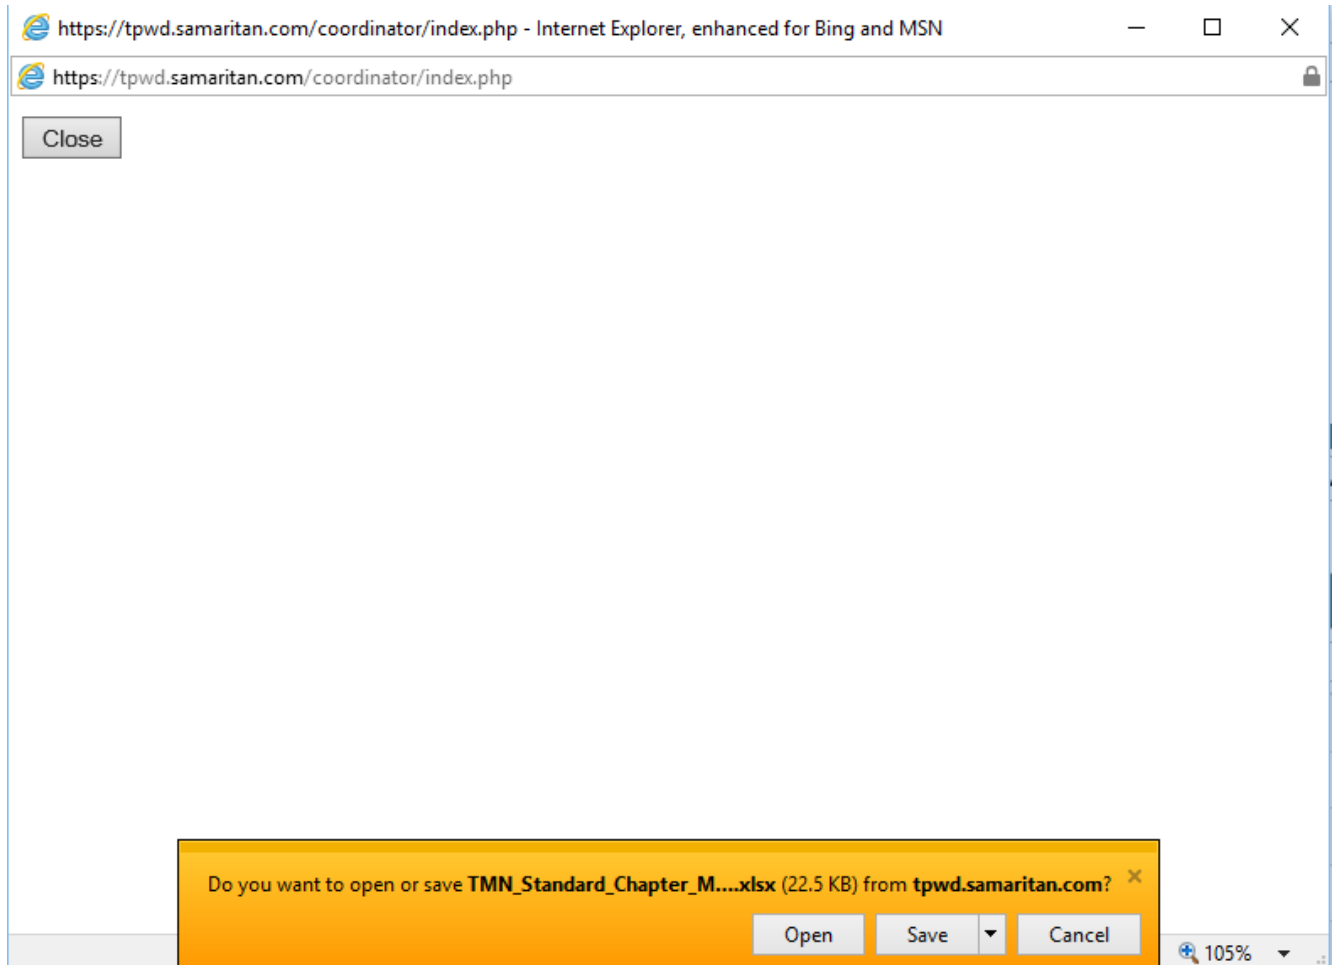 https://tpwd.samaritan.com/coordinator/index.php - Internet Explorer, enhanced for Bing and MSN
https://tpwd.samaritan.com/coordinator/index.php
Close
Do you want to open or save TMN_Standard_Chapter_M....xlsx (22.5 KB) from tpwd.samaritan.com?
Open Save Cancel
105%